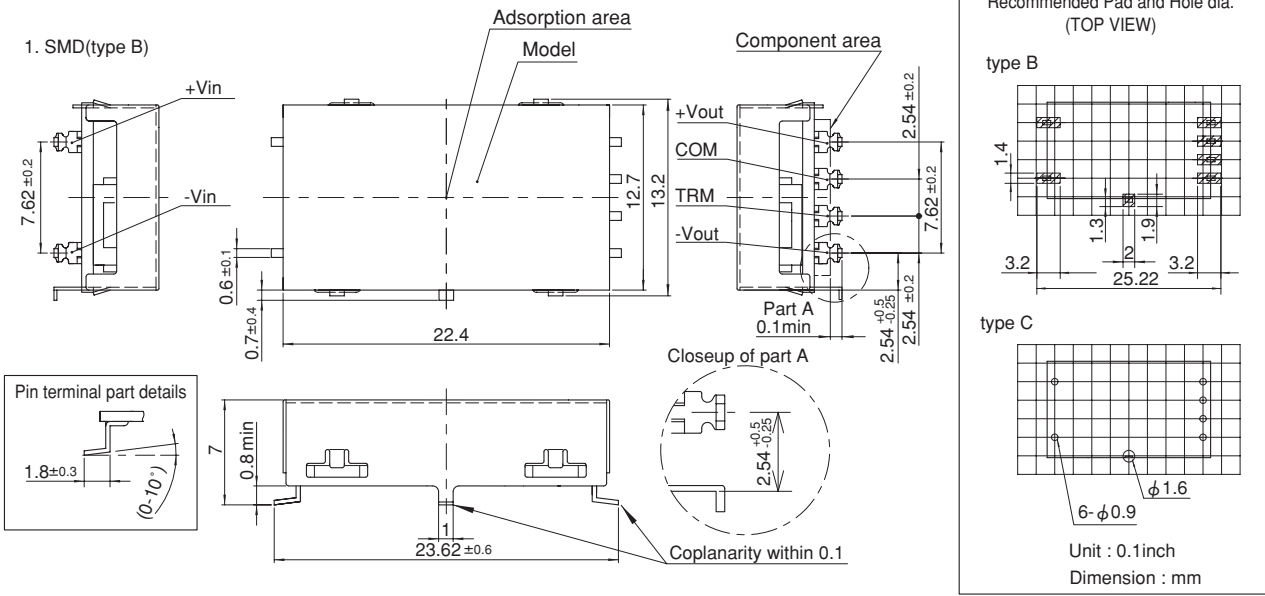 1. SMD(type B)
Adsorption area
Model
Component area
+Vin
-Vin
7.62 ±0.2
0.6 ±0.1
0.7±0.4
22.4
12.7
13.2
+Vout
COM
TRM
-Vout
2.54 ±0.2
7.62 ±0.2
Part A
0.1min
2.54 +0.5 -0.25
2.54 ±0.2
Closeup of part A
2.54 +0.5 -0.25
Pin terminal part details
1.8±0.3
(0-10°)
7
0.8 min
1
23.62 ±0.6
Coplanarity within 0.1
Recommended Pad and Hole dia.
(TOP VIEW)
type B
1.4
1.3
1.9
3.2
2
3.2
25.22
type C
ϕ1.6
6-ϕ0.9
Unit : 0.1inch
Dimension : mm